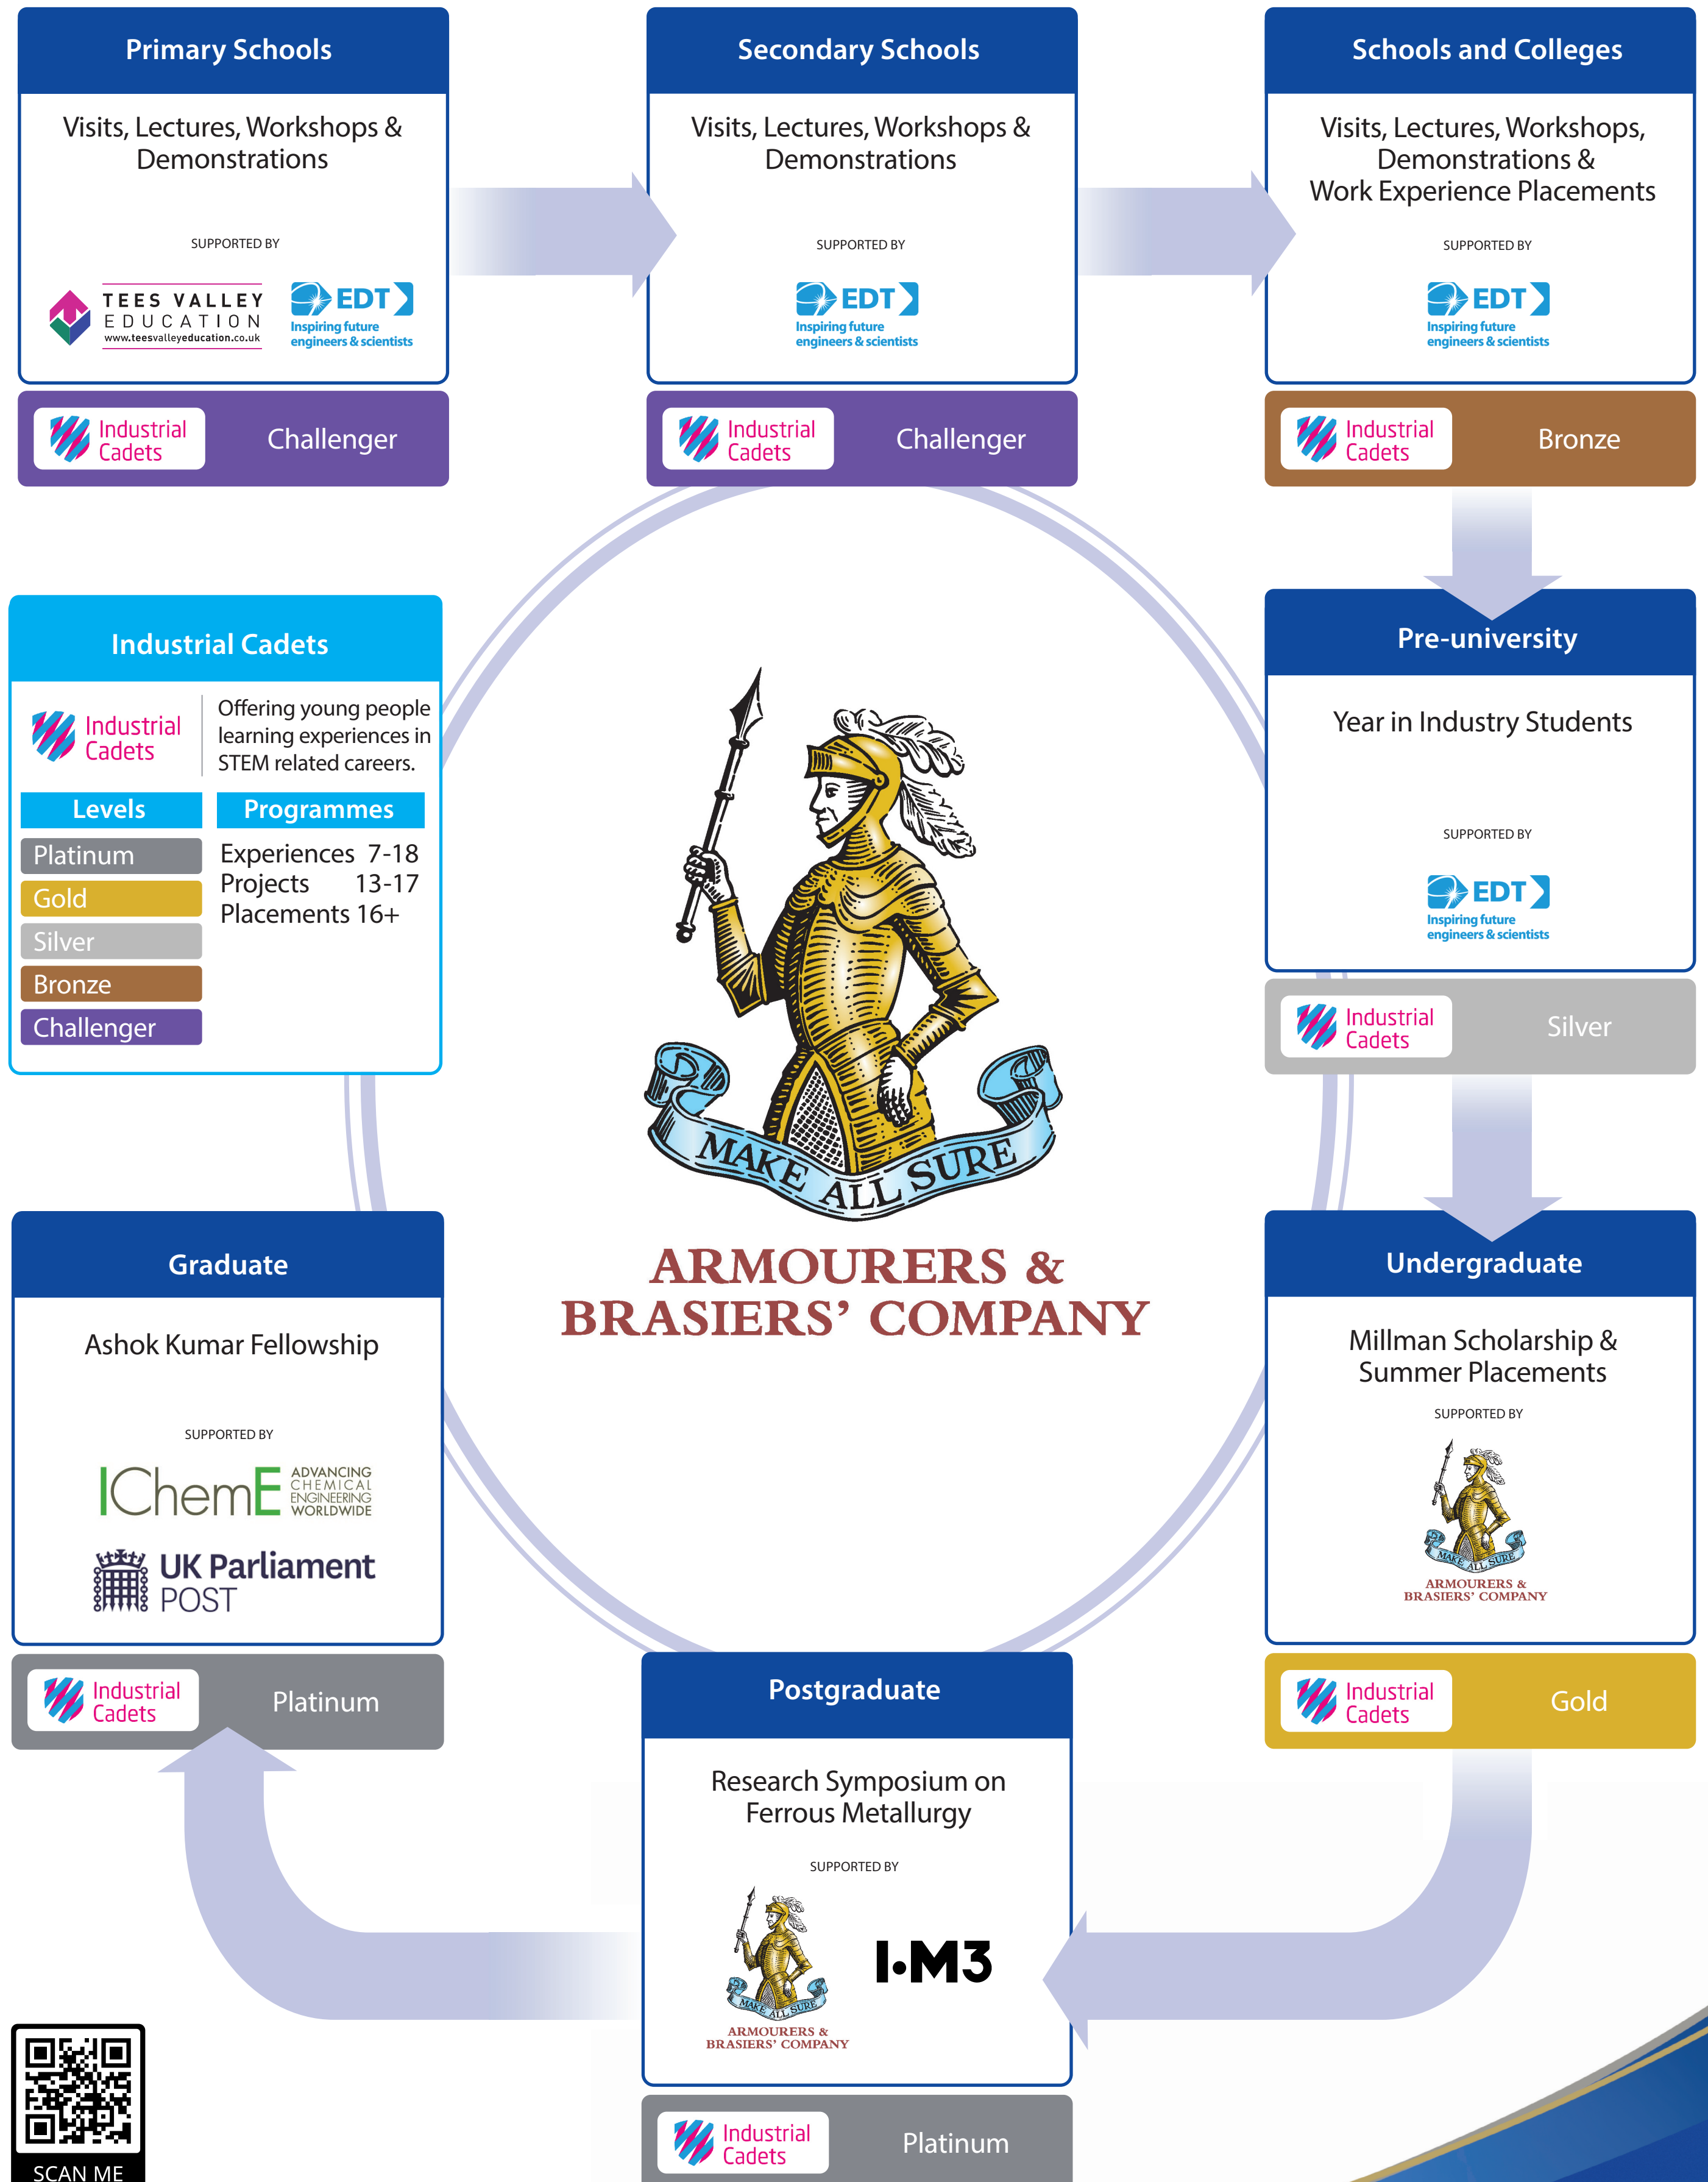 Primary Schools
Visits, Lectures, Workshops &
Demonstrations
SUPPORTED BY
TEES VALLEY
EDUCATION
www.teesvalleyeducation.co.uk
EDT
Inspiring future
engineers & scientists
Industrial
Cadets
Challenger
Secondary Schools
Visits, Lectures, Workshops &
Demonstrations
SUPPORTED BY
EDT
Inspiring future
engineers & scientists
Industrial
Cadets
Challenger
Schools and Colleges
Visits, Lectures, Workshops,
Demonstrations &
Work Experience Placements
SUPPORTED BY
EDT
Inspiring future
engineers & scientists
Industrial
Cadets
Bronze
Industrial Cadets
Industrial
Cadets
Offering young people
learning experiences in
STEM related careers.
Levels
Platinum
Gold
Silver
Bronze
Challenger
Programmes
Experiences 7-18
Projects 13-17
Placements 16+
MAKE ALL SURE
ARMOURERS &
BRASIERS’ COMPANY
Pre-university
Year in Industry Students
SUPPORTED BY
EDT
Inspiring future
engineers & scientists
Industrial
Cadets
Silver
Undergraduate
Millman Scholarship &
Summer Placements
SUPPORTED BY
MAKE ALL SURE
ARMOURERS &
BRASIERS’ COMPANY
Industrial
Cadets
Gold
Postgraduate
Research Symposium on
Ferrous Metallurgy
SUPPORTED BY
MAKE ALL SURE
ARMOURERS &
BRASIERS’ COMPANY
I•M3
Industrial
Cadets
Platinum
Graduate
Ashok Kumar Fellowship
SUPPORTED BY
IChemE
ADVANCING
CHEMICAL
ENGINEERING
WORLDWIDE
UK Parliament
POST
Industrial
Cadets
Platinum
SCAN ME